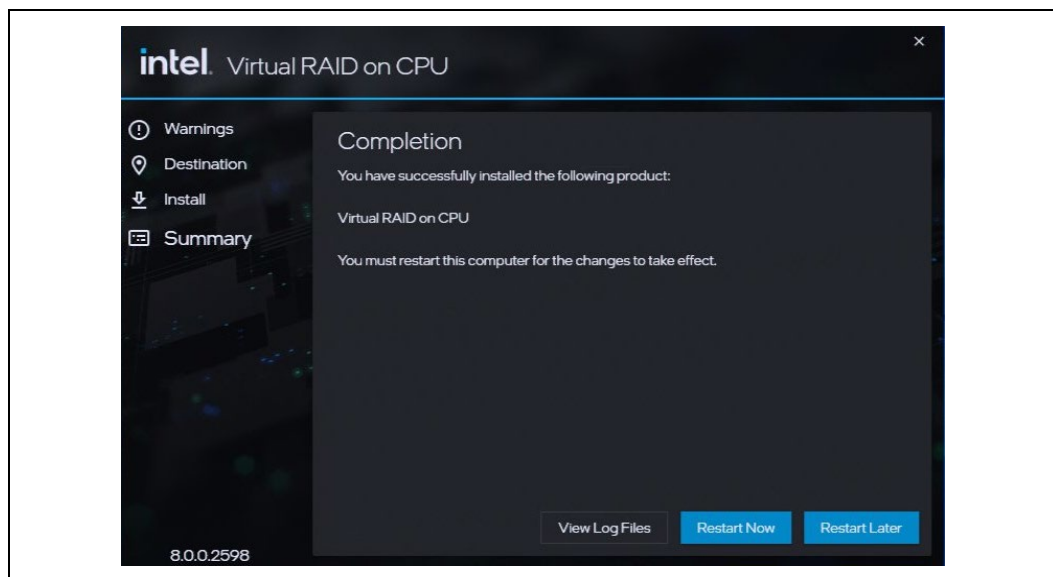 intel. Virtual RAID on CPU
Warnings
Destination
Install
Summary
Completion
You have successfully installed the following product:
Virtual RAID on CPU
You must restart this computer for the changes to take effect.
View Log Files
Restart Now
Restart Later
8.0.0.2598